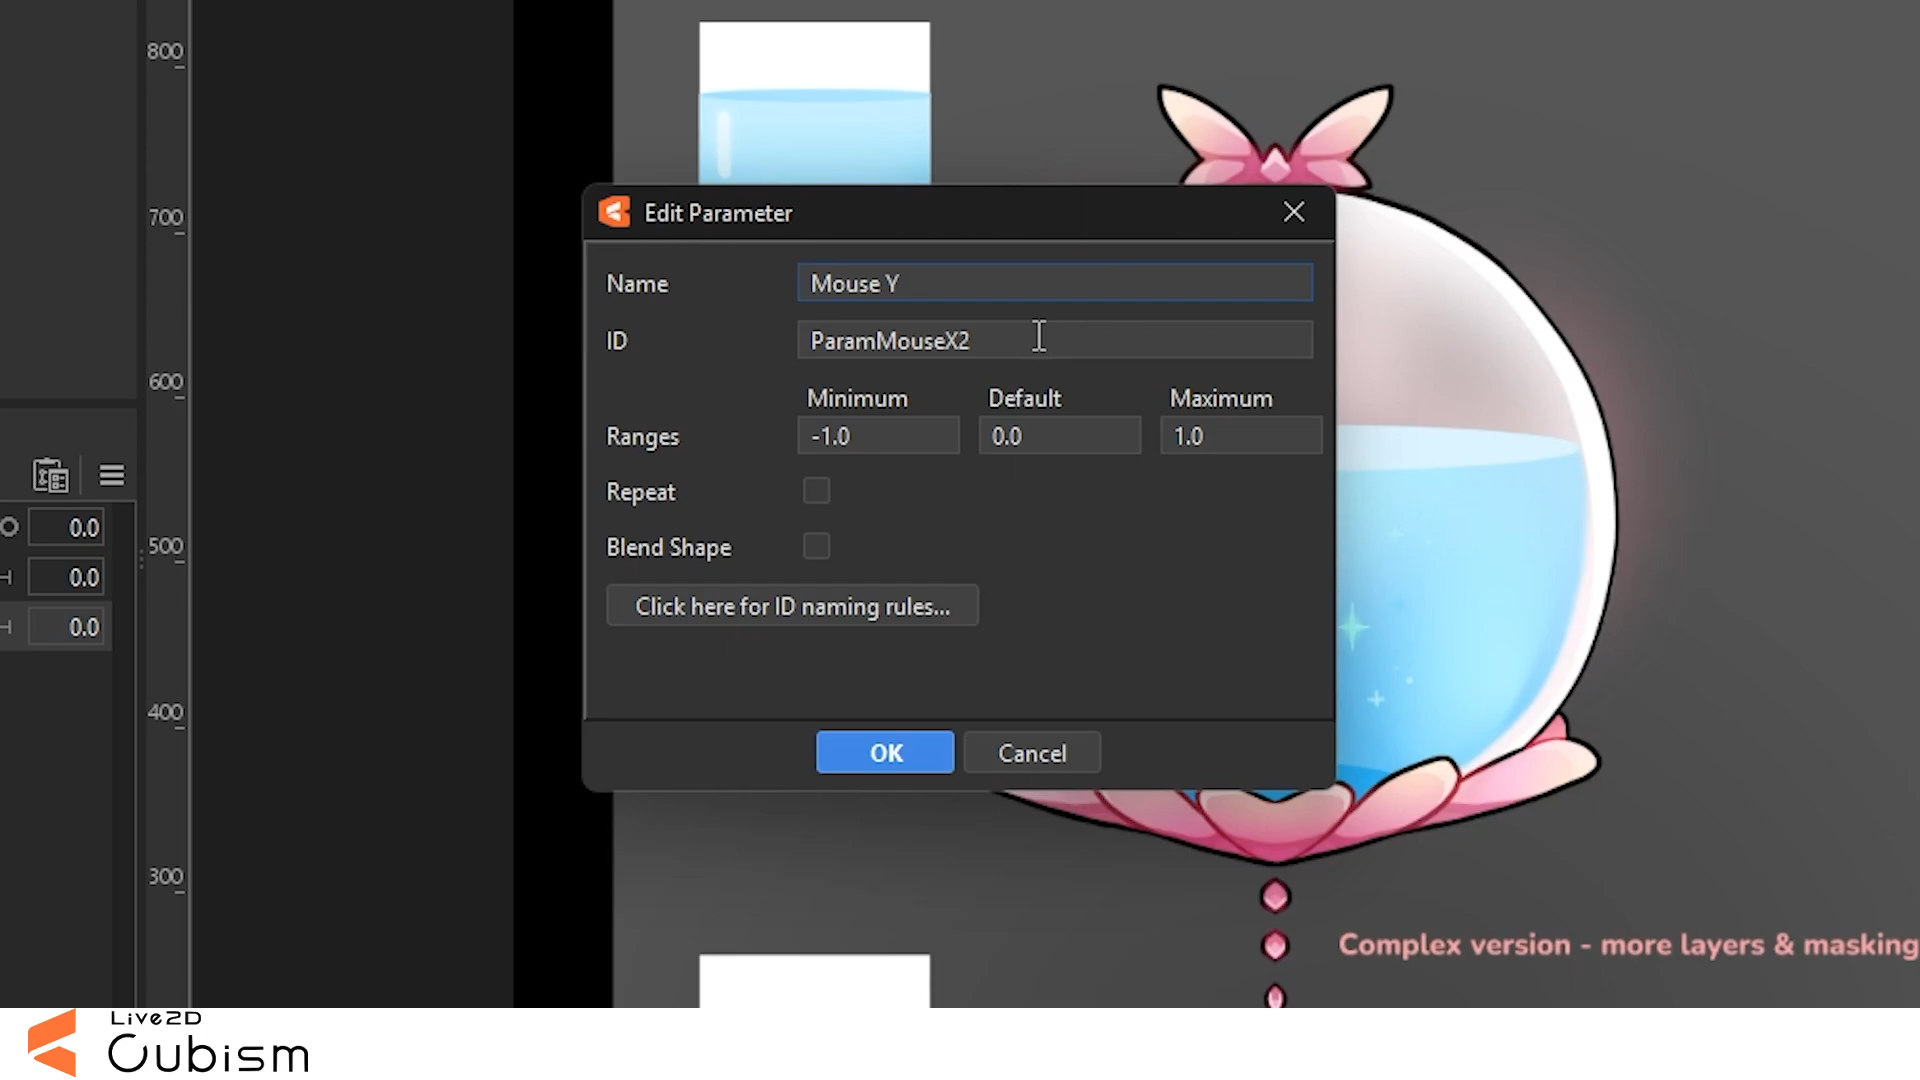 800
700
600
500
400
300
0.0
0.0
0.0
Edit Parameter
Name
Mouse Y
ID
ParamMouseX2
Minimum Default Maximum
Ranges
-1.0 0.0 1.0
Repeat
Blend Shape
Click here for ID naming rules...
OK Cancel
Complex version - more layers & masking
Live2D
Cubism